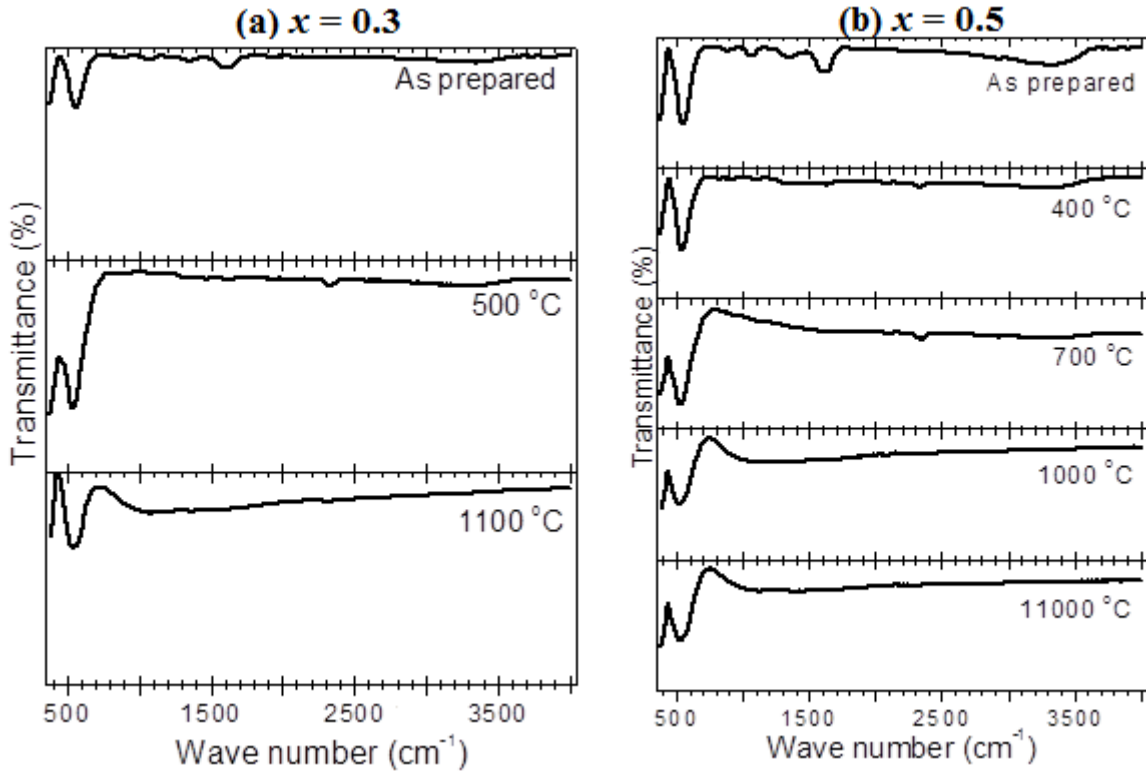 (a) x = 0.3
As prepared
500 °C
1100 °C
Transmittance (%)
500 1500 2500 3500
Wave number (cm⁻¹)
(b) x = 0.5
As prepared
400 °C
700 °C
1000 °C
11000 °C
Transmittance (%)
500 1500 2500 3500
Wave number (cm⁻¹)